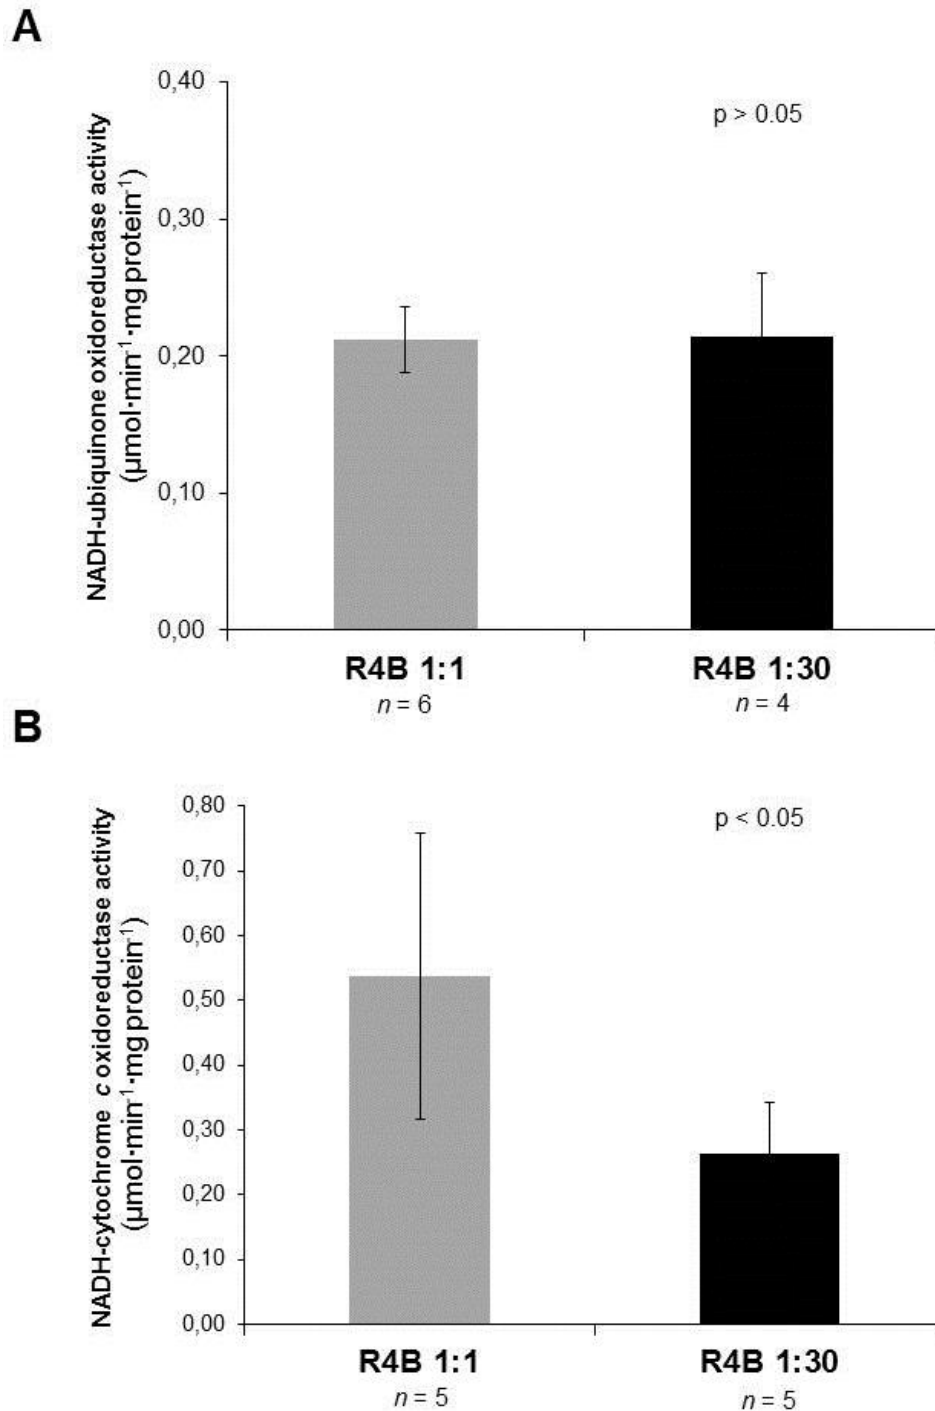 A
NADH-ubiquinone oxidoreductase activity
(µmol·min⁻¹·mg protein⁻¹)
0,40
0,30
0,20
0,10
0,00
p > 0.05
R4B 1:1
n = 6
R4B 1:30
n = 4
B
NADH-cytochrome c oxidoreductase activity
(µmol·min⁻¹·mg protein⁻¹)
0,80
0,70
0,60
0,50
0,40
0,30
0,20
0,10
0,00
p < 0.05
R4B 1:1
n = 5
R4B 1:30
n = 5